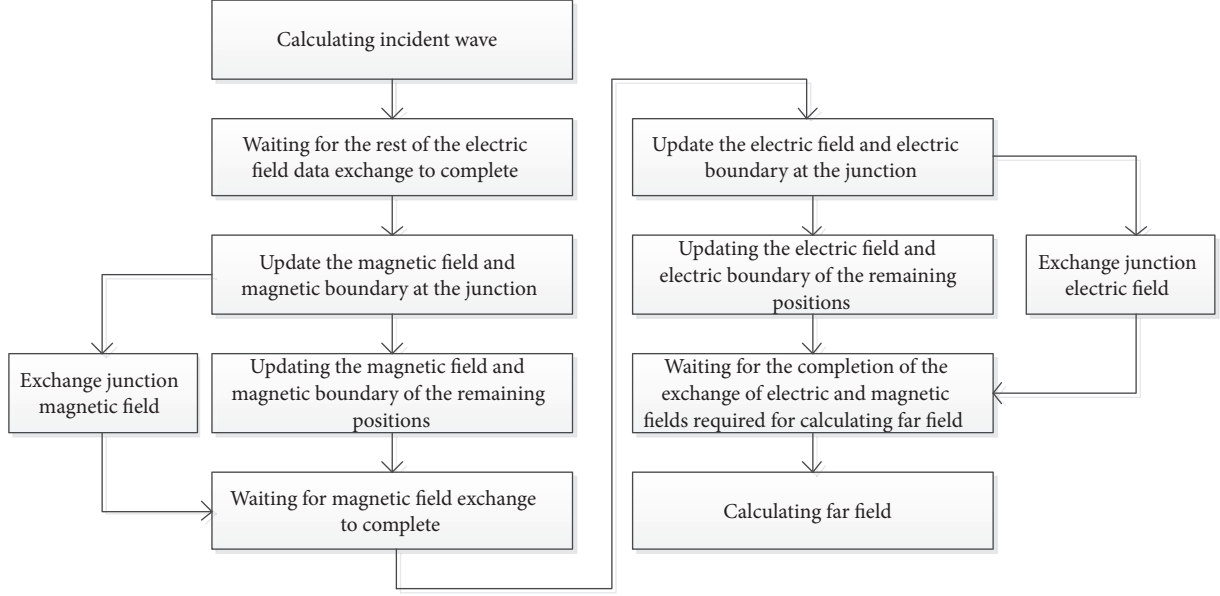 Calculating incident wave
Waiting for the rest of the electric
field data exchange to complete
Update the magnetic field and
magnetic boundary at the junction
Exchange junction
magnetic field
Updating the magnetic field and
magnetic boundary of the remaining
positions
Waiting for magnetic field exchange
to complete
Update the electric field and electric
boundary at the junction
Updating the electric field and
electric boundary of the remaining
positions
Exchange junction
electric field
Waiting for the completion of the
exchange of electric and magnetic
fields required for calculating far field
Calculating far field